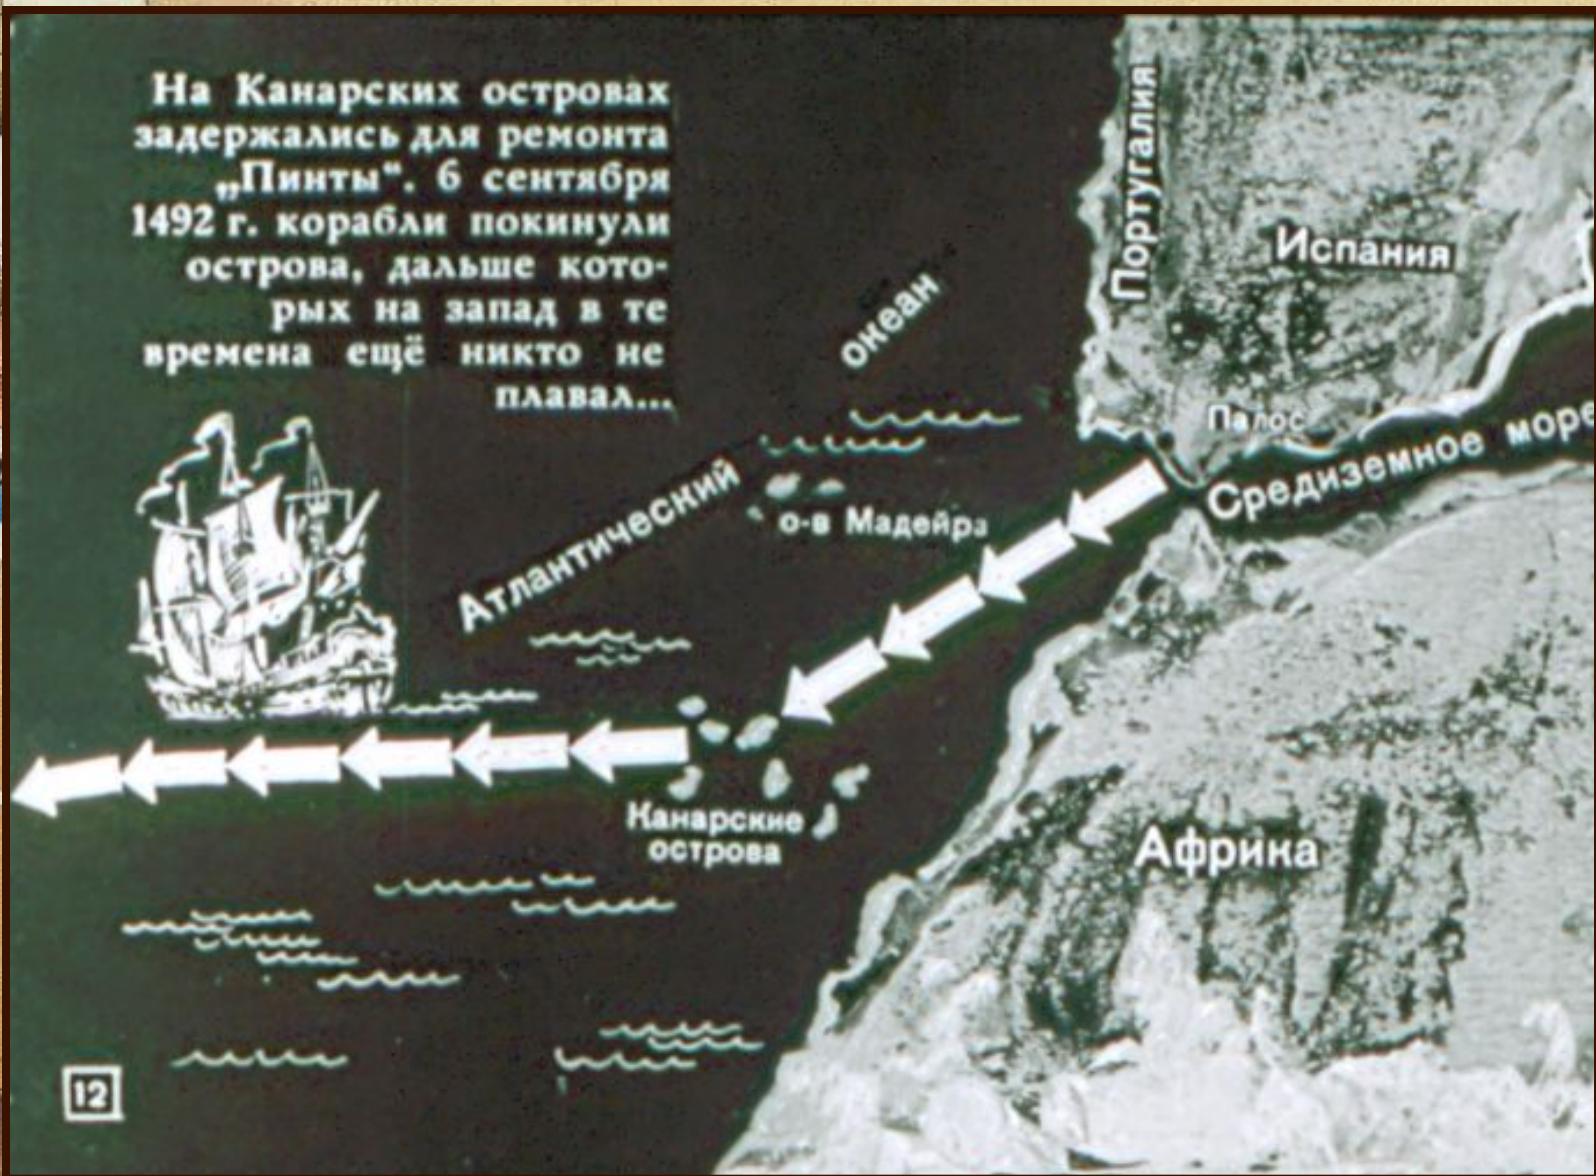 На Канарских островах
задержались для ремонта
„Пинты“. 6 сентября
1492 г. корабли покинули
острова, дальше кото-
рых на запад в те
времена ещё никто не
плавал...
Португалия
Испания
океан
Палос
Средиземное море
Атлантический
о-в Мадейра
Канарские
острова
Африка
12